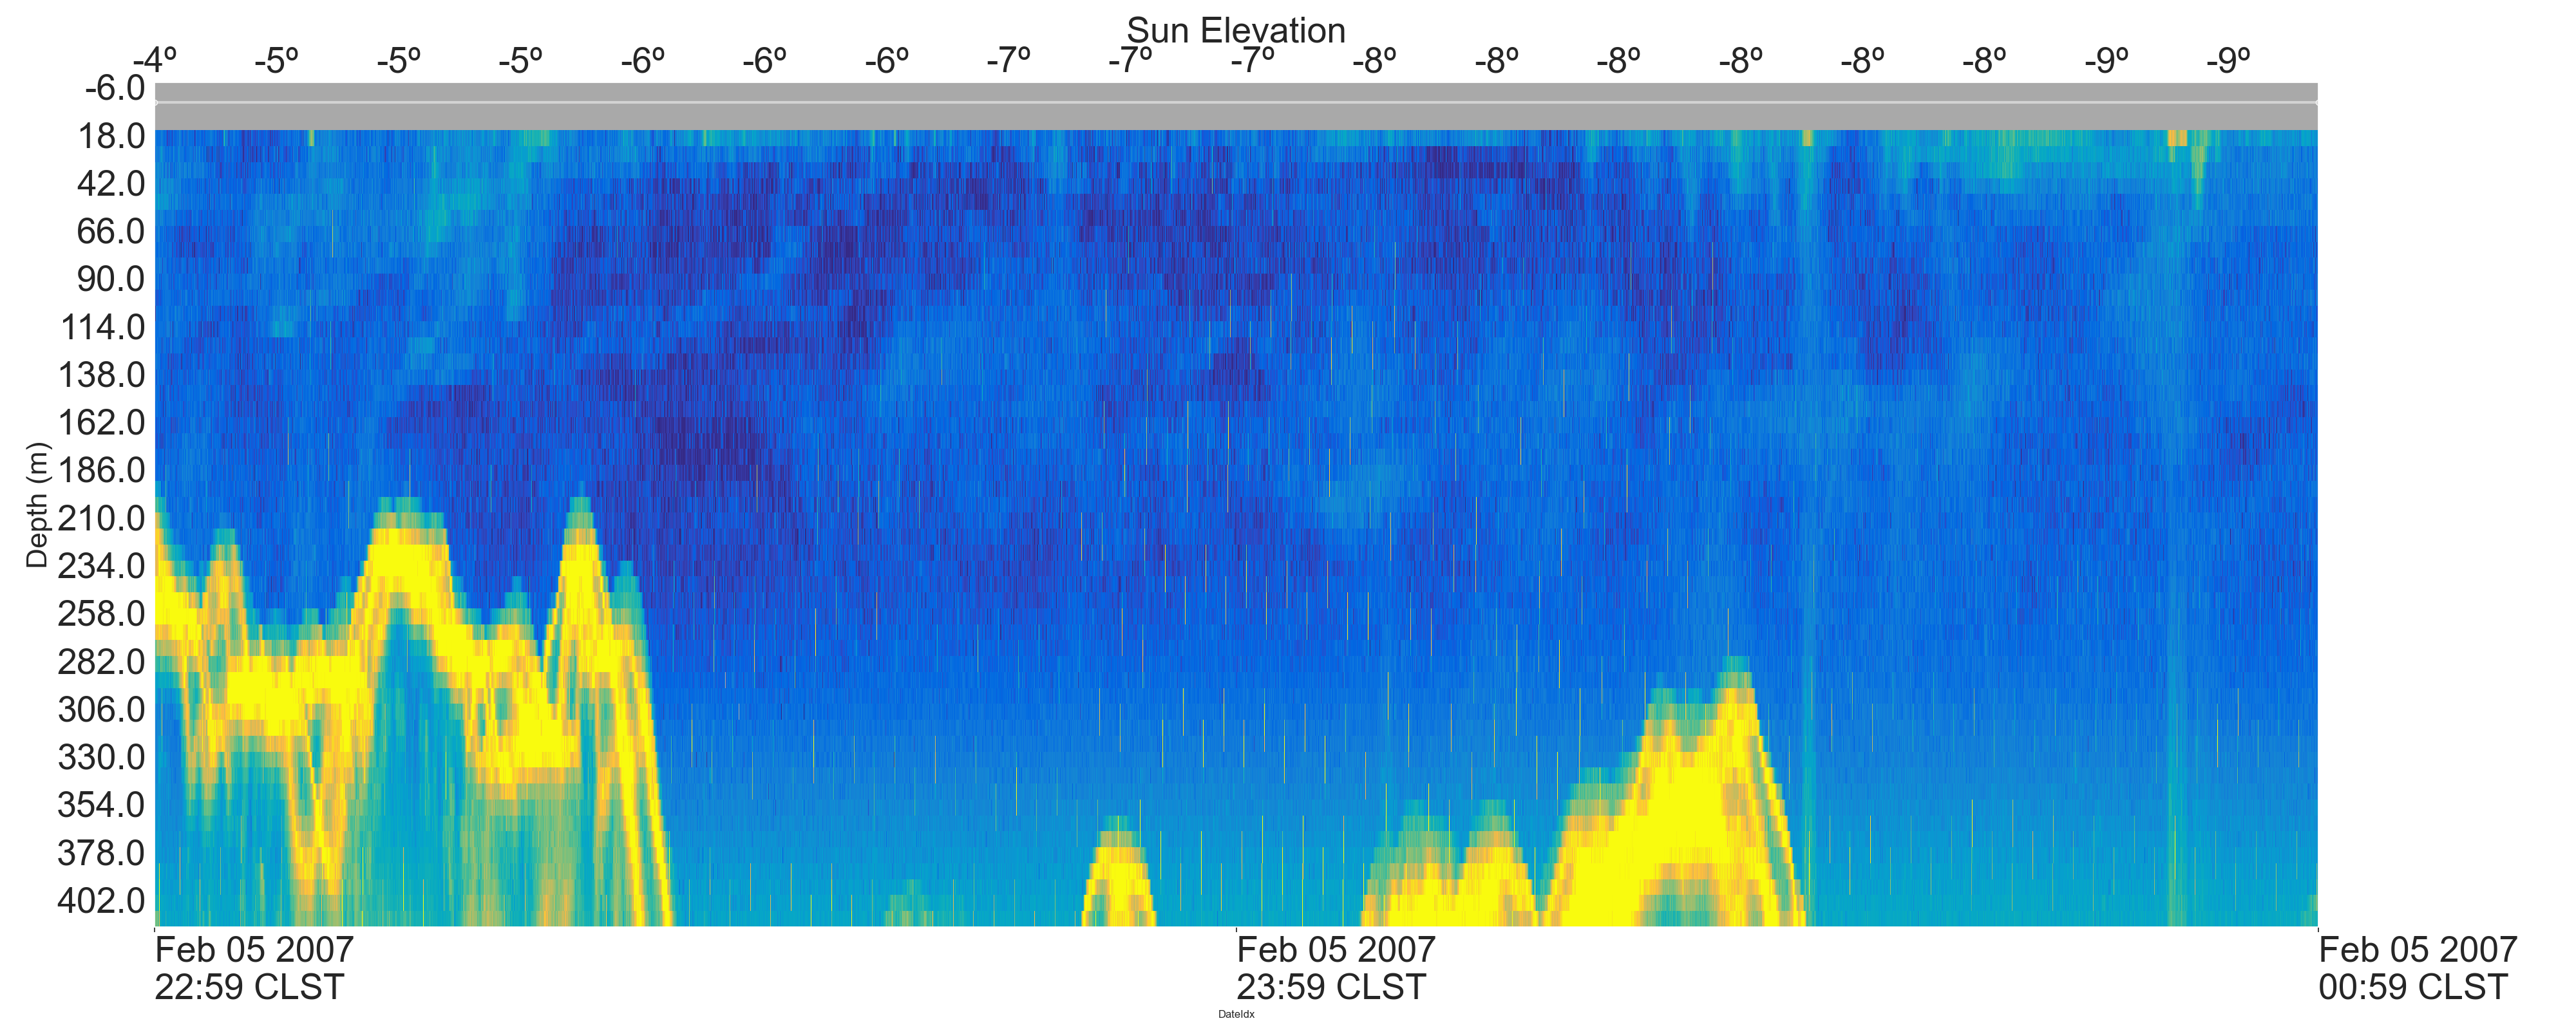 Sun Elevation
-4º -5º -5º -5º -6º -6º -6º -7º -7º -7º -8º -8º -8º -8º -8º -8º -9º -9º
-6.0
18.0
42.0
66.0
90.0
114.0
138.0
162.0
186.0
210.0
234.0
258.0
282.0
306.0
330.0
354.0
378.0
402.0
Depth (m)
Feb 05 2007
22:59 CLST
Feb 05 2007
23:59 CLST
Feb 05 2007
00:59 CLST
DateIdx